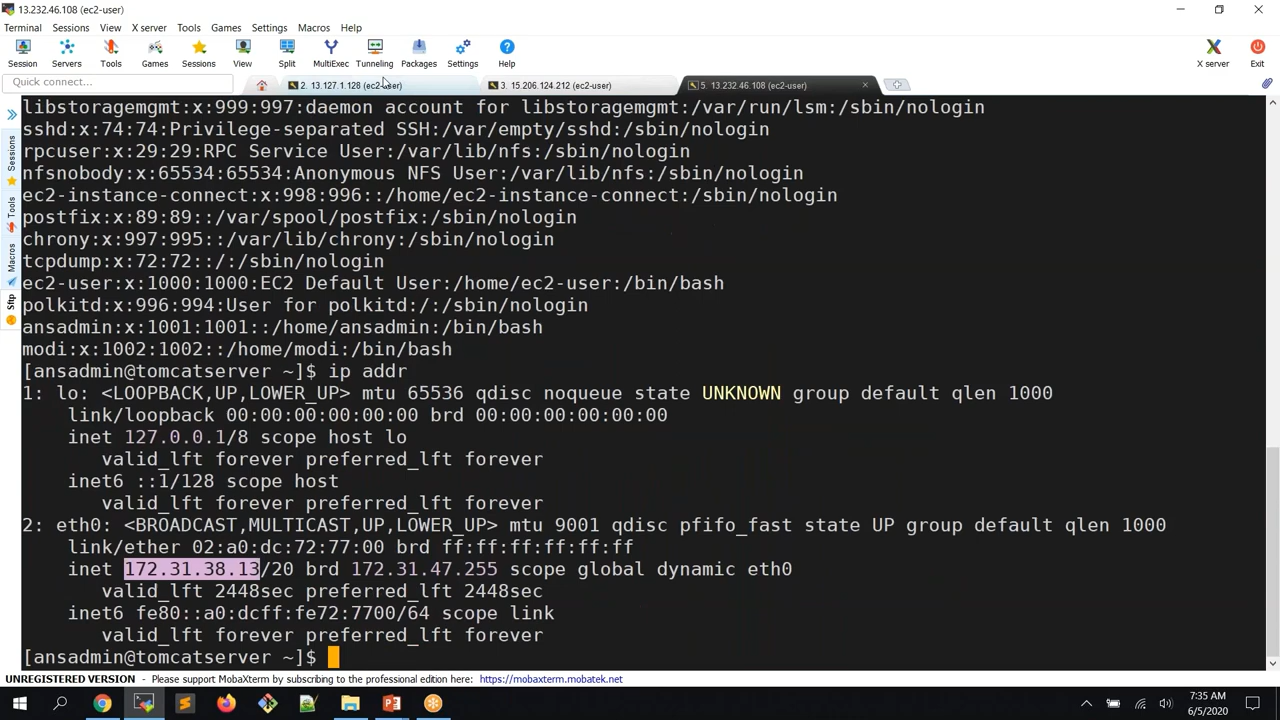 13.232.46.108 (ec2-user)
Terminal Sessions View X server Tools Games Settings Macros Help
Session Servers Tools Games Sessions View Split MultiExec Tunneling Packages Settings Help X server Exit
Quick connect... 2. 13.127.1.128 (ec2-user) 3. 15.206.124.212 (ec2-user) 5. 13.232.46.108 (ec2-user)
Sessions
Tools
Macros
Sftp
libstoragemgmt:x:999:997:daemon account for libstoragemgmt:/var/run/lsm:/sbin/nologin
sshd:x:74:74:Privilege-separated SSH:/var/empty/sshd:/sbin/nologin
rpcuser:x:29:29:RPC Service User:/var/lib/nfs:/sbin/nologin
nfsnobody:x:65534:65534:Anonymous NFS User:/var/lib/nfs:/sbin/nologin
ec2-instance-connect:x:998:996::/home/ec2-instance-connect:/sbin/nologin
postfix:x:89:89::/var/spool/postfix:/sbin/nologin
chrony:x:997:995::/var/lib/chrony:/sbin/nologin
tcpdump:x:72:72::/:/sbin/nologin
ec2-user:x:1000:1000:EC2 Default User:/home/ec2-user:/bin/bash
polkitd:x:996:994:User for polkitd:/:/sbin/nologin
ansadmin:x:1001:1001::/home/ansadmin:/bin/bash
modi:x:1002:1002::/home/modi:/bin/bash
[ansadmin@tomcatserver ~]$ ip addr
1: lo: <LOOPBACK,UP,LOWER_UP> mtu 65536 qdisc noqueue state UNKNOWN group default qlen 1000
link/loopback 00:00:00:00:00:00 brd 00:00:00:00:00:00
inet 127.0.0.1/8 scope host lo
valid_lft forever preferred_lft forever
inet6 ::1/128 scope host
valid_lft forever preferred_lft forever
2: eth0: <BROADCAST,MULTICAST,UP,LOWER_UP> mtu 9001 qdisc pfifo_fast state UP group default qlen 1000
link/ether 02:a0:dc:72:77:00 brd ff:ff:ff:ff:ff:ff
inet 172.31.38.13/20 brd 172.31.47.255 scope global dynamic eth0
valid_lft 2448sec preferred_lft 2448sec
inet6 fe80::a0:dcff:fe72:7700/64 scope link
valid_lft forever preferred_lft forever
[ansadmin@tomcatserver ~]$
UNREGISTERED VERSION - Please support MobaXterm by subscribing to the professional edition here: https://mobaxterm.mobatek.net
7:35 AM
6/5/2020